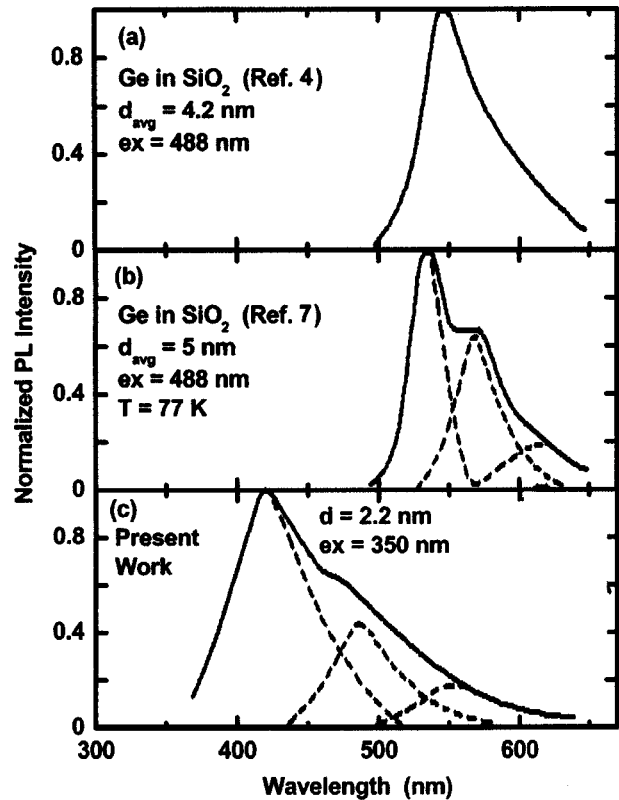 Normalized PL Intensity
0.8
0.4
0
(a)
Ge in SiO2 (Ref. 4)
davg = 4.2 nm
ex = 488 nm
0.8
0.4
0
(b)
Ge in SiO2 (Ref. 7)
davg = 5 nm
ex = 488 nm
T = 77 K
0.8
0.4
0
(c)
Present
Work
d = 2.2 nm
ex = 350 nm
300 400 500 600
Wavelength (nm)